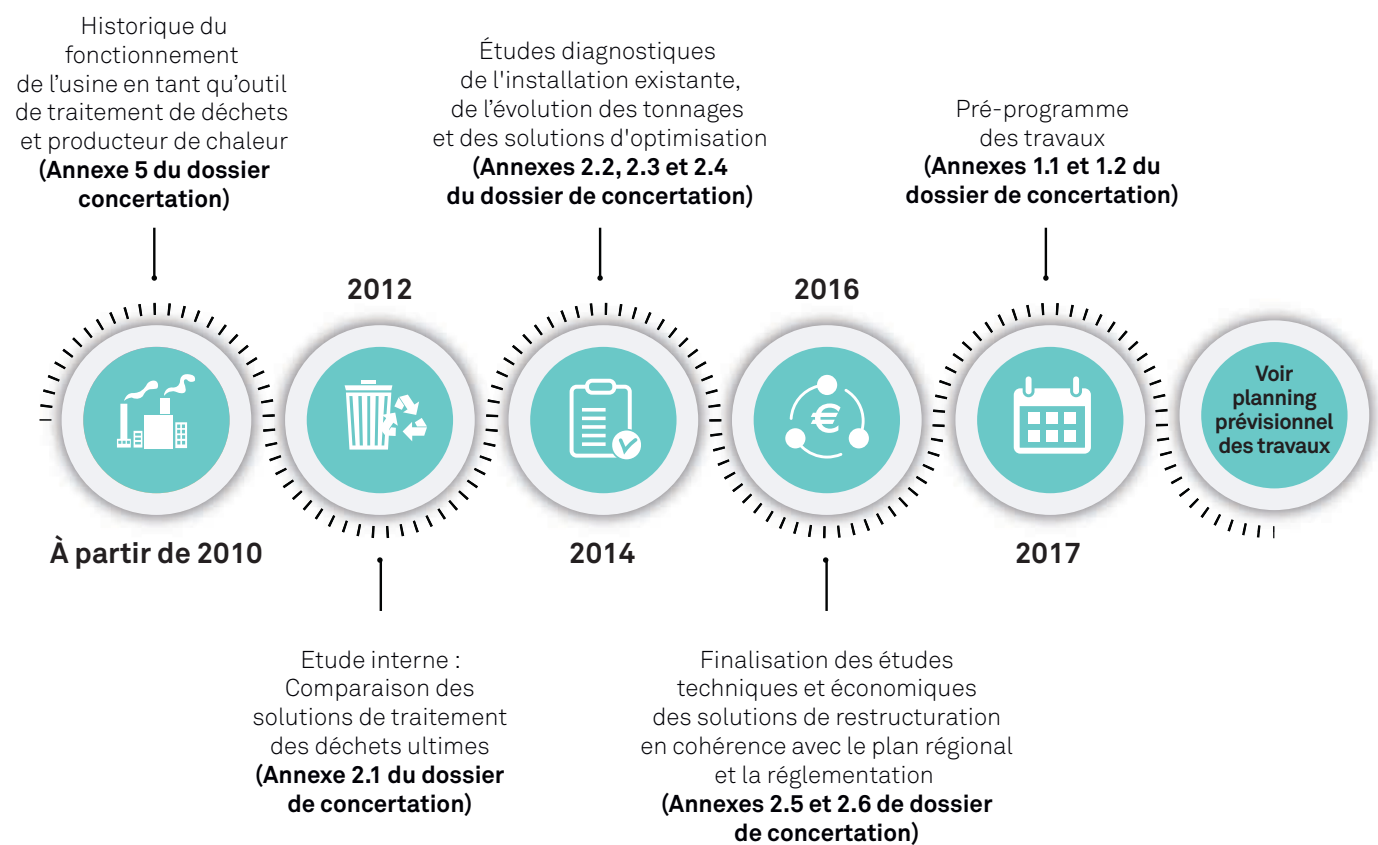 Historique du
fonctionnement
de l'usine en tant qu'outil
de traitement de déchets
et producteur de chaleur
(Annexe 5 du dossier
concertation)
À partir de 2010
2012
Etude interne :
Comparaison des
solutions de traitement
des déchets ultimes
(Annexe 2.1 du dossier
de concertation)
Études diagnostiques
de l'installation existante,
de l'évolution des tonnages
et des solutions d'optimisation
(Annexes 2.2, 2.3 et 2.4
du dossier de concertation)
2014
2016
€
Finalisation des études
techniques et économiques
des solutions de restructuration
en cohérence avec le plan régional
et la réglementation
(Annexes 2.5 et 2.6 de dossier
de concertation)
Pré-programme
des travaux
(Annexes 1.1 et 1.2 du
dossier de concertation)
2017
Voir
planning
prévisionnel
des travaux